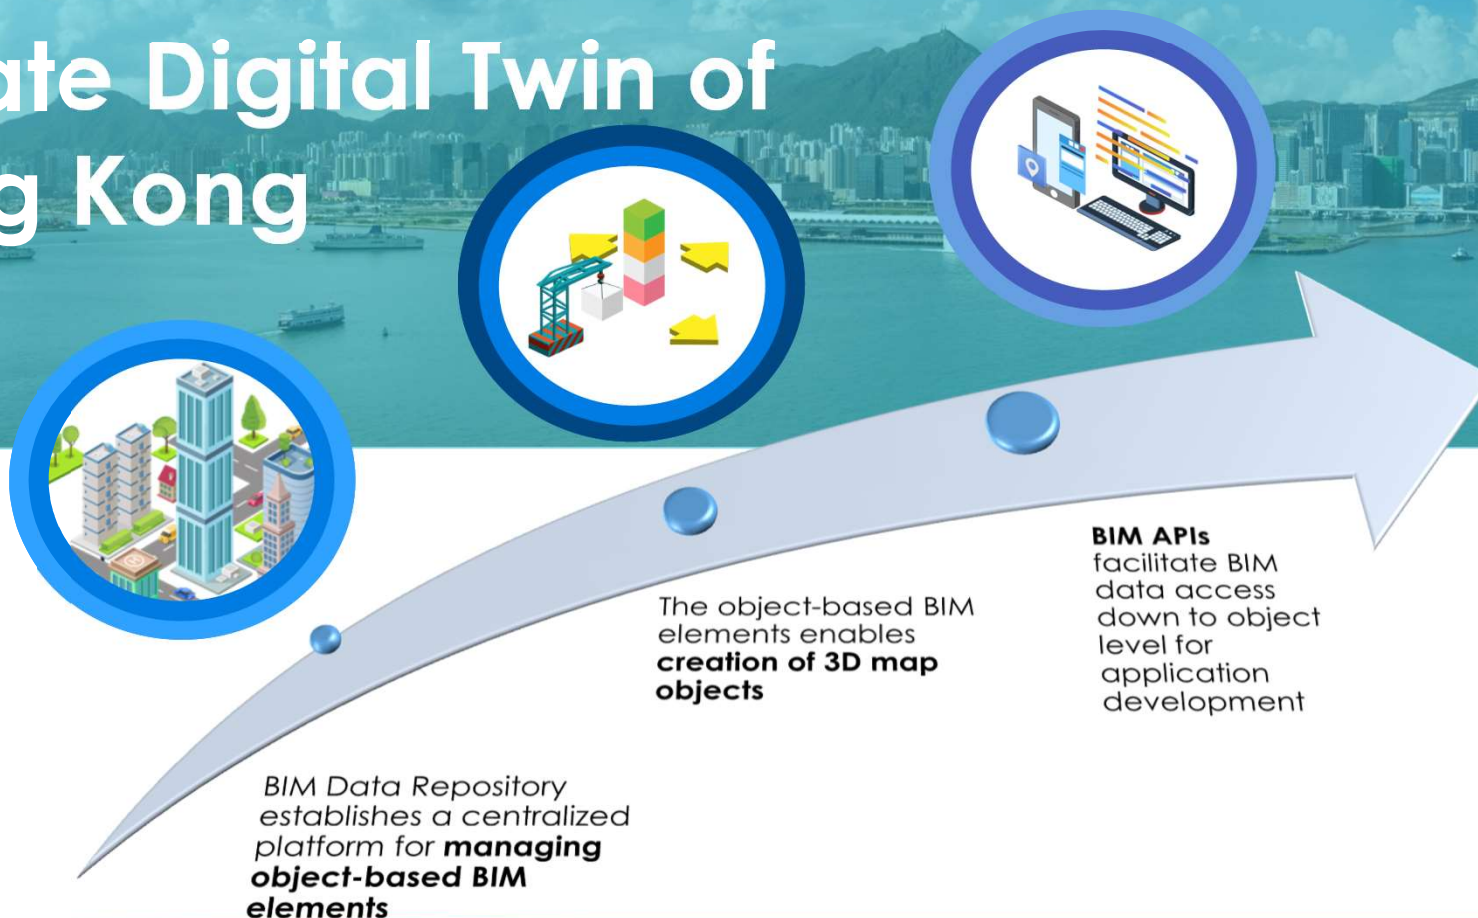 ate Digital Twin of
g Kong
BIM Data Repository
establishes a centralized
platform for managing
object-based BIM
elements
The object-based BIM
elements enables
creation of 3D map
objects
BIM APIs
facilitate BIM
data access
down to object
level for
application
development